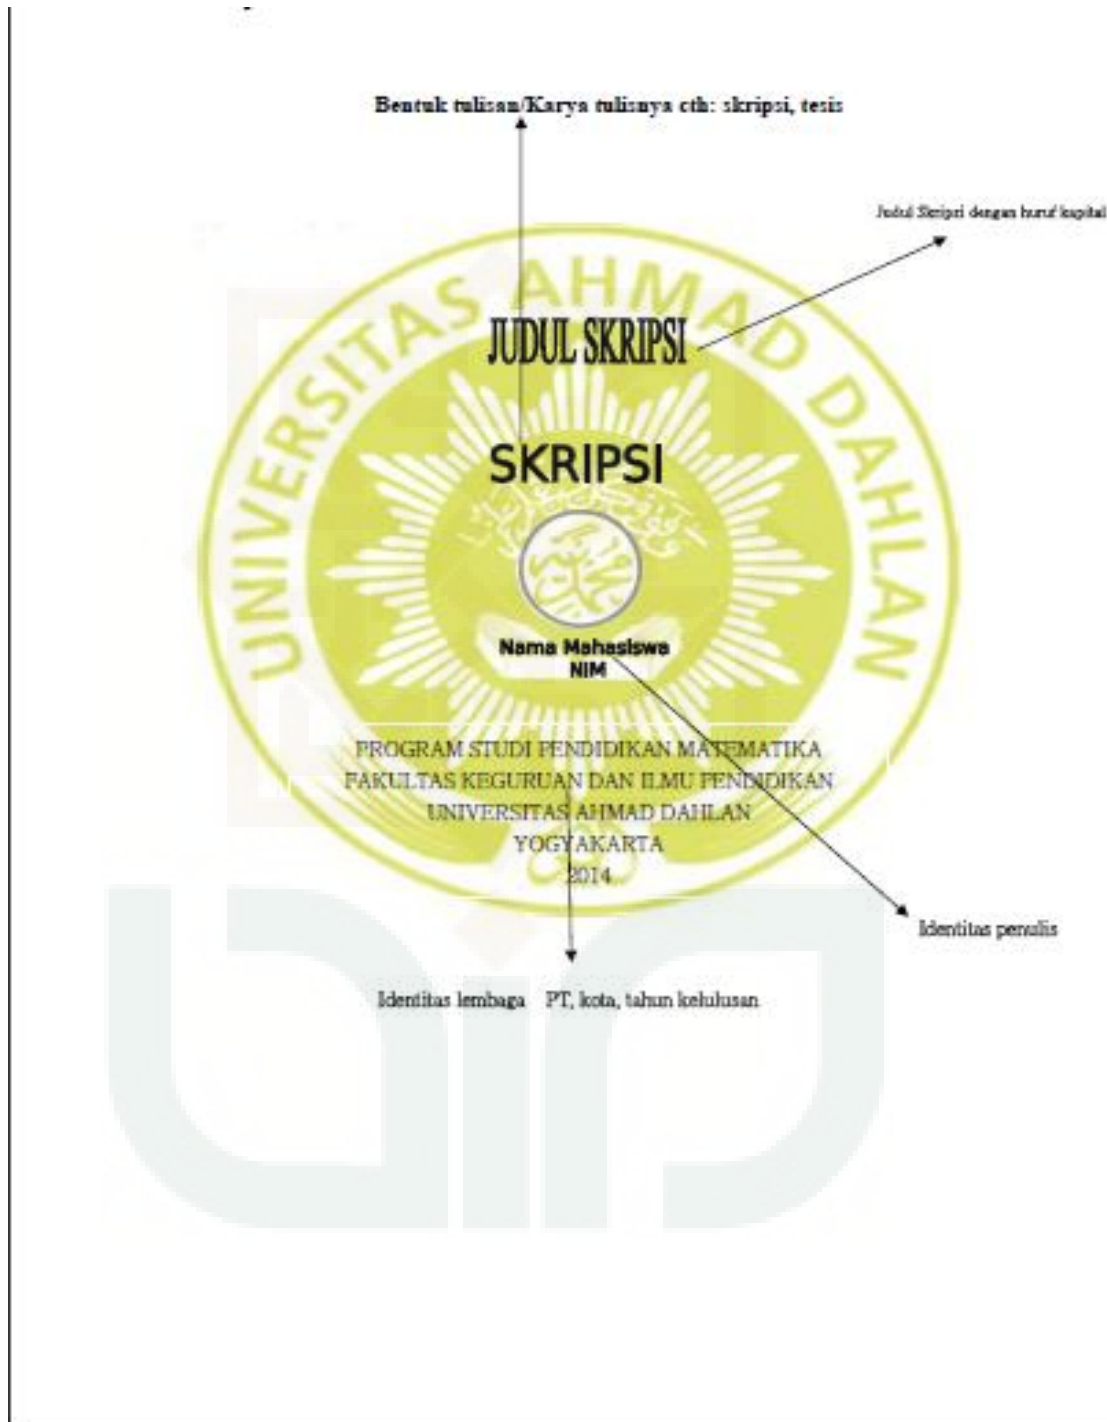 Bentuk tulisan/Karya tulisnya cth: skripsi, tesis
Judul Skripsi dengan huruf kapital
UNIVERSITAS AHMAD DAHLAN
JUDUL SKRIPSI
SKRIPSI
Nama Mahasiswa
NIM
PROGRAM STUDI PENDIDIKAN MATEMATIKA
FAKULTAS KEGURUAN DAN ILMU PENDIDIKAN
UNIVERSITAS AHMAD DAHLAN
YOGYAKARTA
2014
Identitas penulis
Identitas lembaga PT, kota, tahun kelulusan